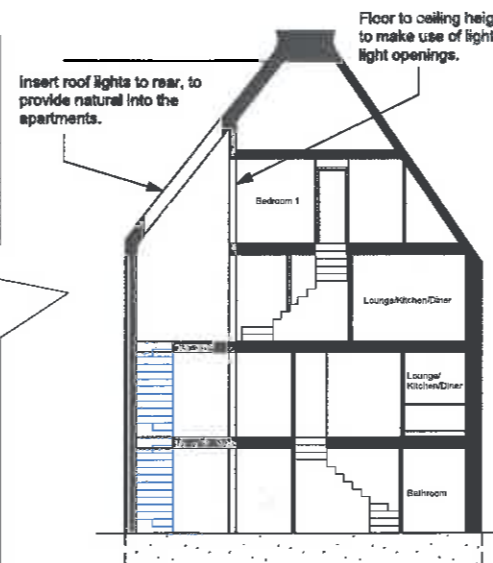 Floor to ceiling heig
to make use of light
light openings.
Insert roof lights to rear, to
provide natural into the
apartments.
Bedroom 1
Lounge/Kitchen/Diner
Lounge/
Kitchen/Diner
Bathroom